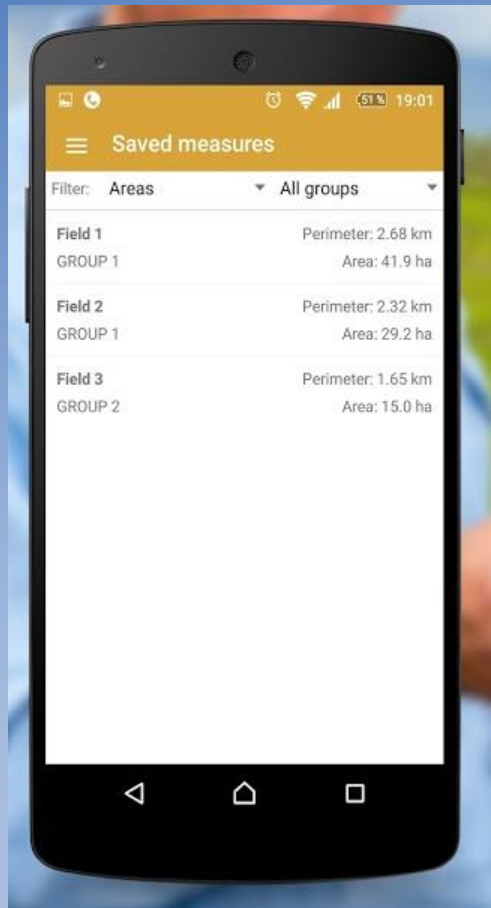 51% 19:01
Saved measures
Filter: Areas All groups
Field 1 Perimeter: 2.68 km
GROUP 1 Area: 41.9 ha
Field 2 Perimeter: 2.32 km
GROUP 1 Area: 29.2 ha
Field 3 Perimeter: 1.65 km
GROUP 2 Area: 15.0 ha